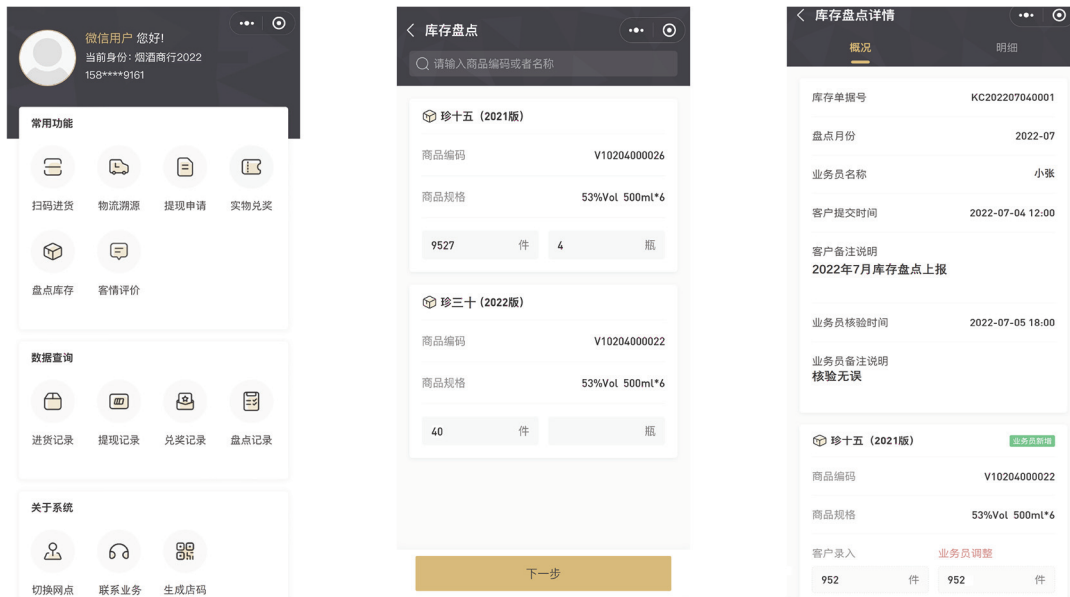 微信用户 您好!
当前身份: 烟酒商行2022
158****9161
常用功能
扫码进货 物流溯源 提现申请 实物兑奖
盘点库存 客情评价
数据查询
进货记录 提现记录 兑奖记录 盘点记录
关于系统
切换网点 联系业务 生成店码
库存盘点
请输入商品编码或者名称
珍十五（2021版）
商品编码 V10204000026
商品规格 53%Vol 500ml*6
9527 件 4 瓶
珍三十 (2022版)
商品编码 V10204000022
商品规格 53%Vol 500ml*6
40 件 瓶
下一步
库存盘点详情
概况 明细
库存单据号 KC202207040001
盘点月份 2022-07
业务员名称 小张
客户提交时间 2022-07-04 12:00
客户备注说明
2022年7月库存盘点上报
业务员核验时间 2022-07-05 18:00
业务员备注说明
核验无误
珍十五（2021版） 业务员新增
商品编码 V10204000022
商品规格 53%Vol 500ml*6
客户录入 业务员调整
952 件 952 件